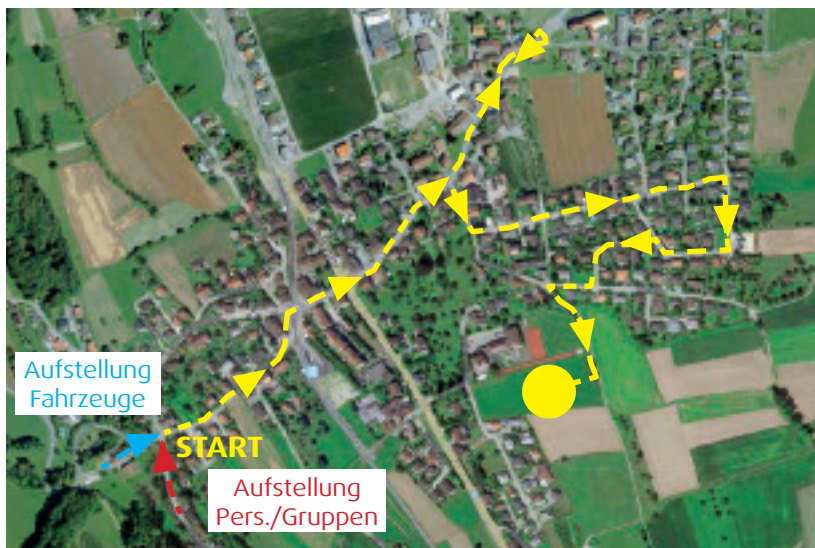 Aufstellung
Fahrzeuge
START
Aufstellung
Pers./Gruppen